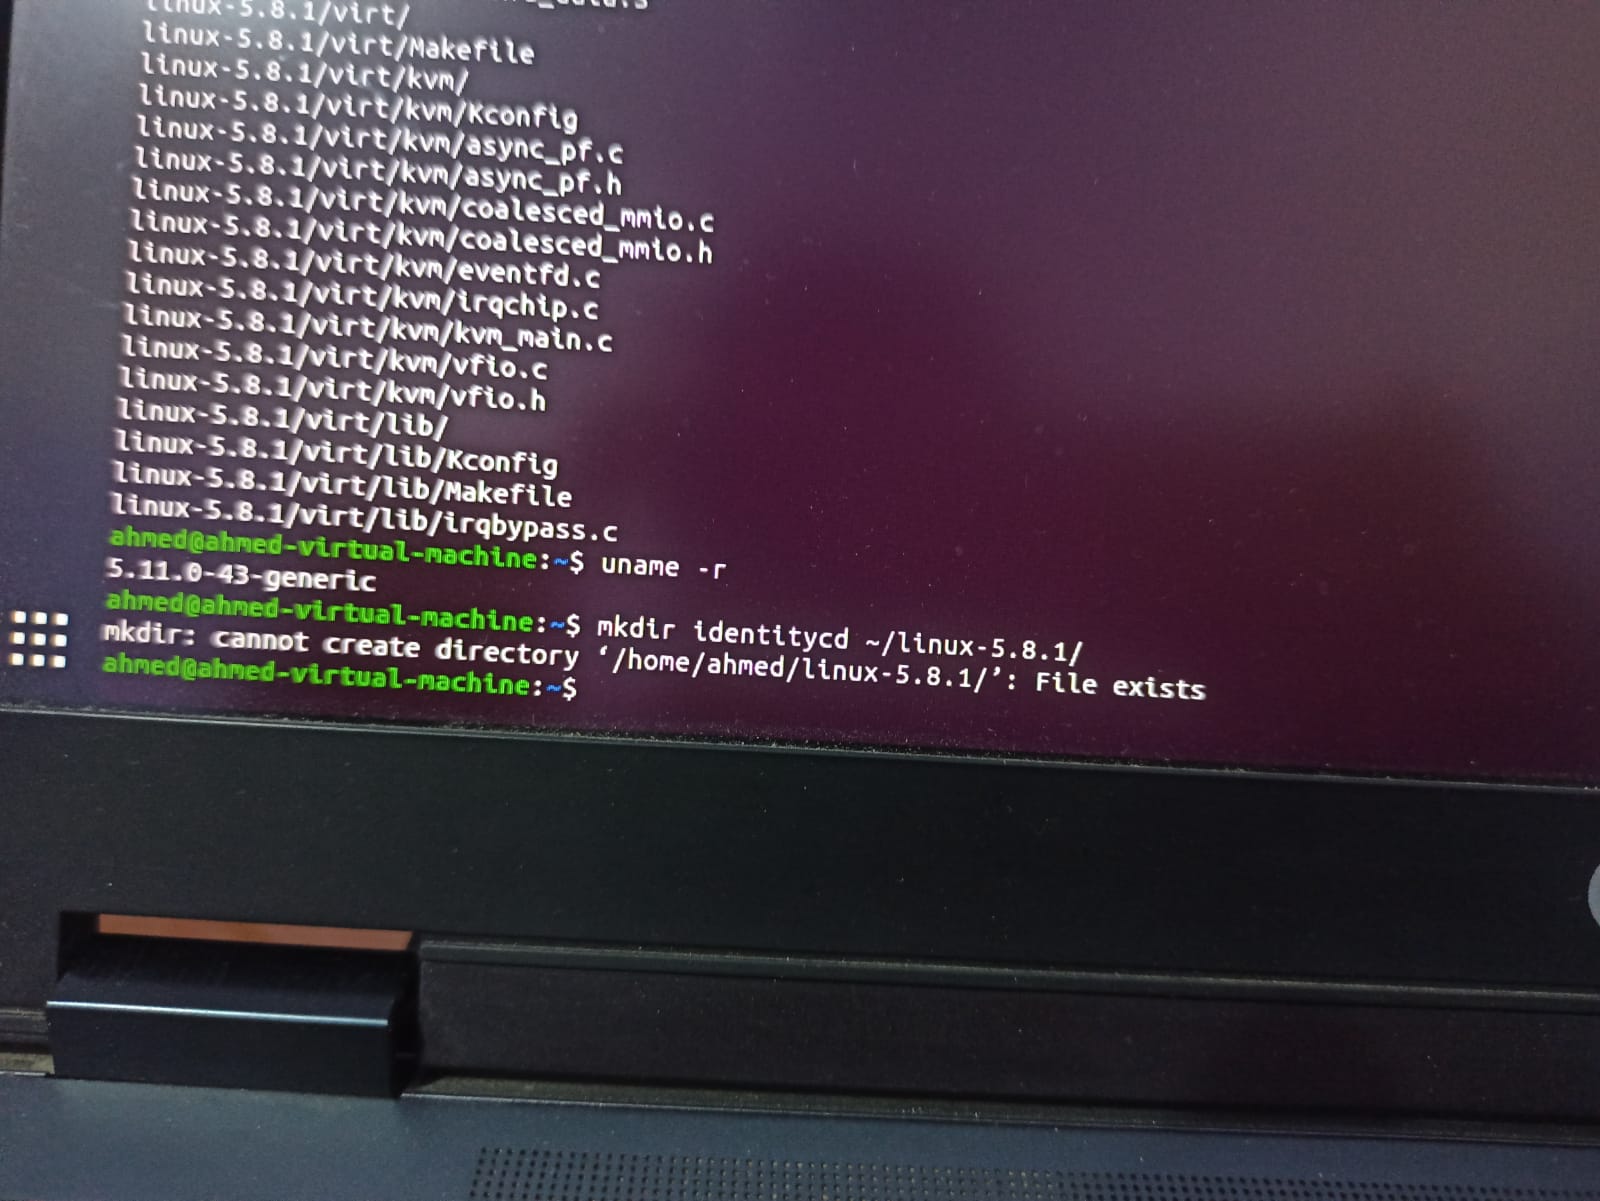 linux-5.8.1/virt/
linux-5.8.1/virt/Makefile
linux-5.8.1/virt/kvm/
linux-5.8.1/virt/kvm/Kconfig
linux-5.8.1/virt/kvm/async_pf.c
linux-5.8.1/virt/kvm/async_pf.h
linux-5.8.1/virt/kvm/coalesced_mmio.c
linux-5.8.1/virt/kvm/coalesced_mmio.h
linux-5.8.1/virt/kvm/eventfd.c
linux-5.8.1/virt/kvm/irqchip.c
linux-5.8.1/virt/kvm/kvm_main.c
linux-5.8.1/virt/kvm/vfio.c
linux-5.8.1/virt/kvm/vfio.h
linux-5.8.1/virt/lib/
linux-5.8.1/virt/lib/Kconfig
linux-5.8.1/virt/lib/Makefile
linux-5.8.1/virt/lib/irqbypass.c
ahmed@ahmed-virtual-machine:~$ uname -r
5.11.0-43-generic
ahmed@ahmed-virtual-machine:~$ mkdir identitycd ~/linux-5.8.1/
mkdir: cannot create directory ‘/home/ahmed/linux-5.8.1/’: File exists
ahmed@ahmed-virtual-machine:~$